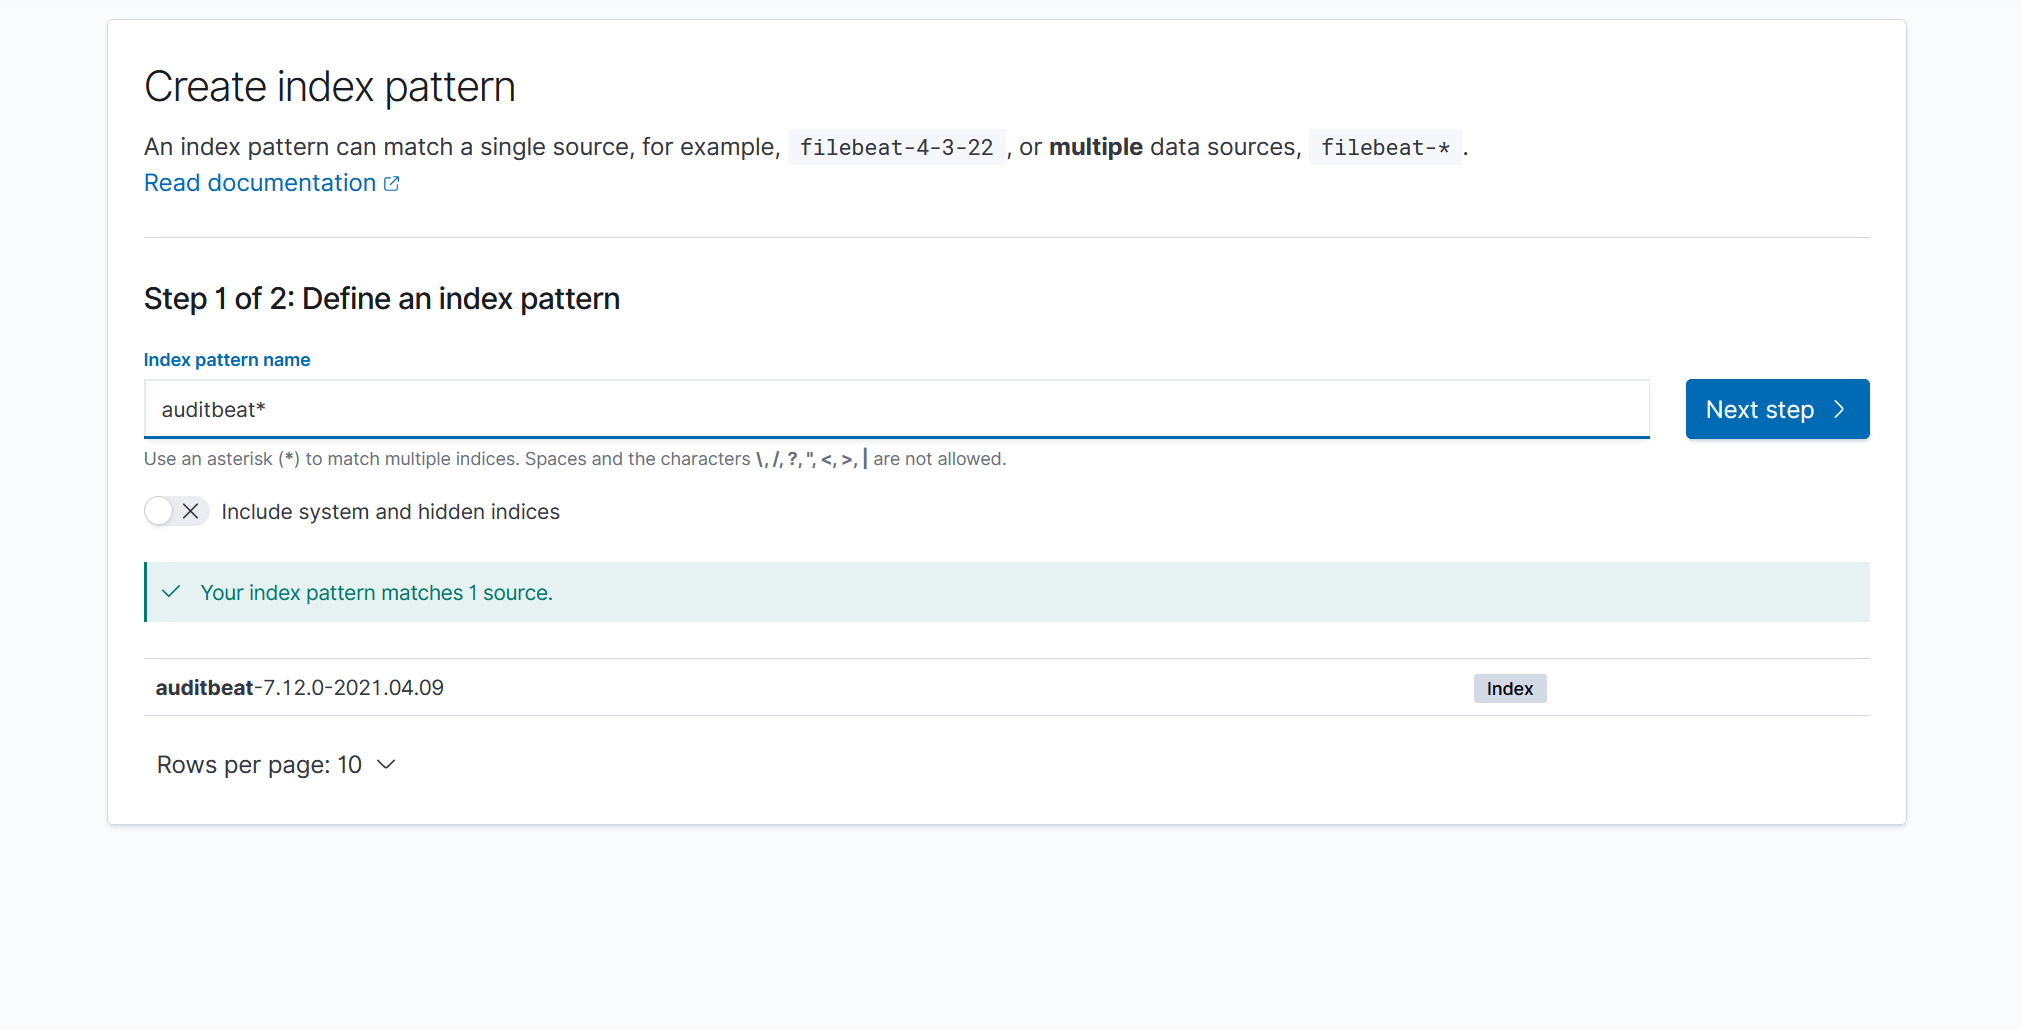 Create index pattern
An index pattern can match a single source, for example, filebeat-4-3-22 , or multiple data sources, filebeat-* .
Read documentation
Step 1 of 2: Define an index pattern
Index pattern name
auditbeat*
Next step
Use an asterisk (*) to match multiple indices. Spaces and the characters \, /, ?, ", <, >, | are not allowed.
Include system and hidden indices
Your index pattern matches 1 source.
auditbeat-7.12.0-2021.04.09 Index
Rows per page: 10